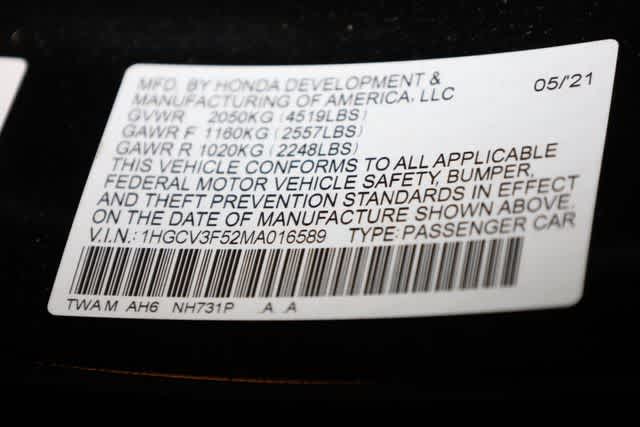 MFD. BY HONDA DEVELOPMENT &
MANUFACTURING OF AMERICA, LLC 05/'21
GVWR 2050KG (4519LBS)
GAWR F 1160KG (2557LBS)
GAWR R 1020KG (2248LBS)
THIS VEHICLE CONFORMS TO ALL APPLICABLE
FEDERAL MOTOR VEHICLE SAFETY, BUMPER,
AND THEFT PREVENTION STANDARDS IN EFFECT
ON THE DATE OF MANUFACTURE SHOWN ABOVE.
V.I.N.: 1HGCV3F52MA016589 TYPE: PASSENGER CAR
TWA M AH6 NH731P A A